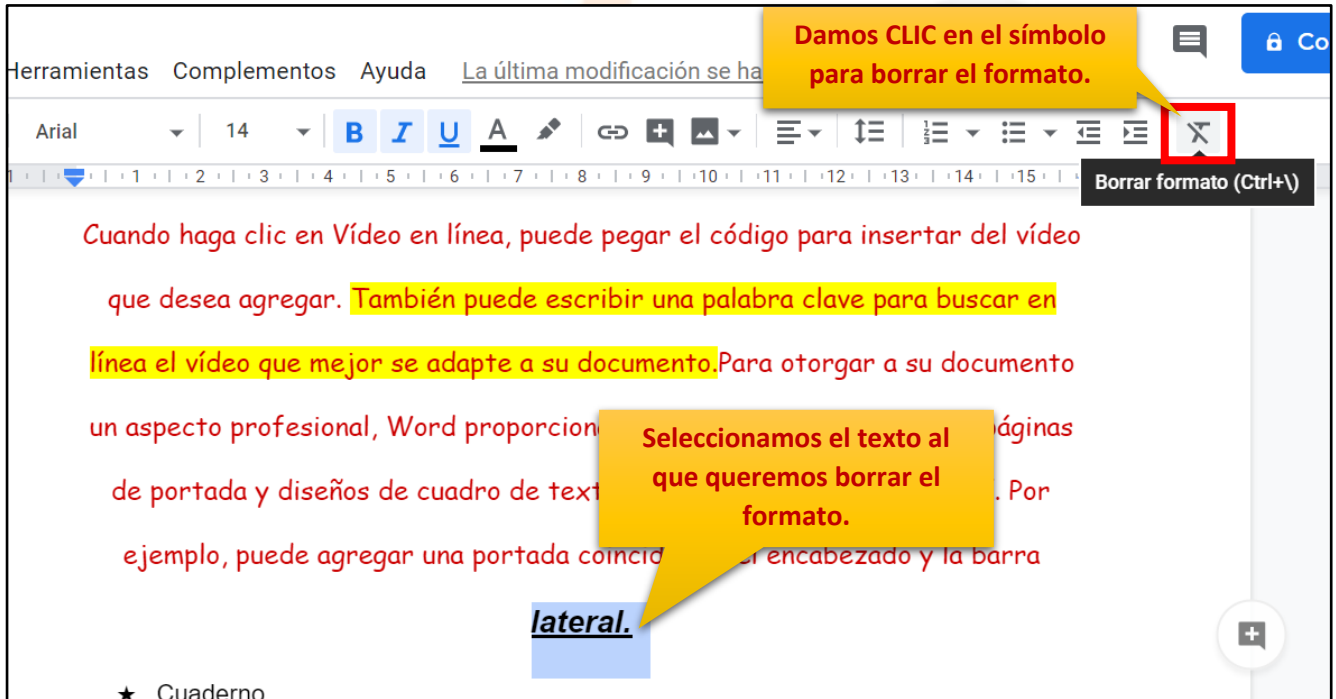 Damos CLIC en el símbolo
para borrar el formato.
Herramientas Complementos Ayuda La última modificación se ha
Co
Arial 14 B I U A
1 1 2 3 4 5 6 7 8 9 10 11 12 13 14 15
Borrar formato (Ctrl+\)
Cuando haga clic en Vídeo en línea, puede pegar el código para insertar del vídeo
que desea agregar. También puede escribir una palabra clave para buscar en
línea el vídeo que mejor se adapte a su documento.Para otorgar a su documento
un aspecto profesional, Word proporcion áginas
de portada y diseños de cuadro de tex . Por
ejemplo, puede agregar una portada coincid el encabezado y la barra
lateral.
Seleccionamos el texto al
que queremos borrar el
formato.
★ Cuaderno